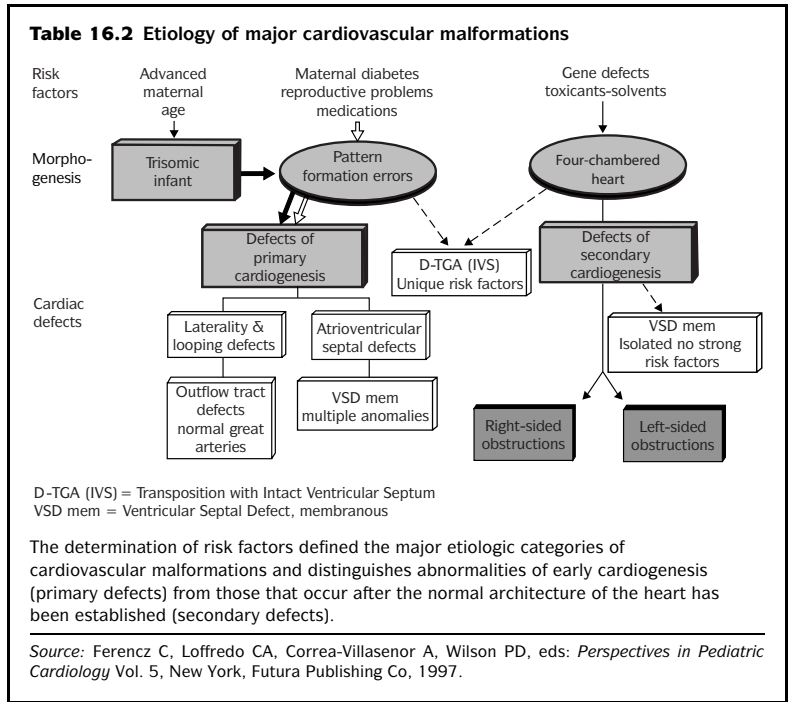 Table 16.2 Etiology of major cardiovascular malformations
Risk
factors
Advanced
maternal
age
Maternal diabetes
reproductive problems
medications
Gene defects
toxicants-solvents
Morpho-
genesis
Trisomic
infant
Pattern
formation errors
Four-chambered
heart
Defects of
primary
cardiogenesis
D-TGA (IVS)
Unique risk factors
Defects of
secondary
cardiogenesis
Cardiac
defects
Laterality &
looping defects
Atrioventricular
septal defects
VSD mem
Isolated no strong
risk factors
Outflow tract
defects
normal great
arteries
VSD mem
multiple anomalies
Right-sided
obstructions
Left-sided
obstructions
D-TGA (IVS) = Transposition with Intact Ventricular Septum
VSD mem = Ventricular Septal Defect, membranous
The determination of risk factors defined the major etiologic categories of
cardiovascular malformations and distinguishes abnormalities of early cardiogenesis
(primary defects) from those that occur after the normal architecture of the heart has
been established (secondary defects).
Source: Ferencz C, Loffredo CA, Correa-Villasenor A, Wilson PD, eds: Perspectives in Pediatric
Cardiology Vol. 5, New York, Futura Publishing Co, 1997.